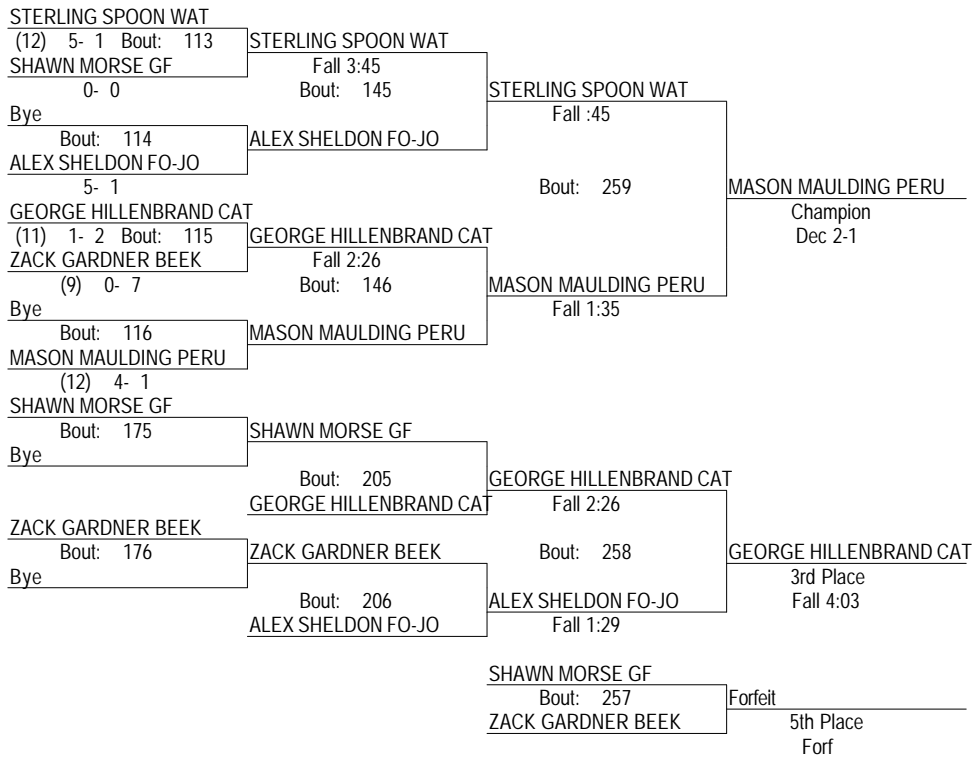 STERLING SPOON WAT
(12) 5- 1 Bout: 113 STERLING SPOON WAT
SHAWN MORSE GF Fall 3:45
0- 0 Bout: 145 STERLING SPOON WAT
Bye Fall :45
Bout: 114 ALEX SHELDON FO-JO
ALEX SHELDON FO-JO
5- 1 Bout: 259 MASON MAULDING PERU
GEORGE HILLENBRAND CAT Champion
(11) 1- 2 Bout: 115 GEORGE HILLENBRAND CAT Dec 2-1
ZACK GARDNER BEEK Fall 2:26
(9) 0- 7 Bout: 146 MASON MAULDING PERU
Bye Fall 1:35
Bout: 116 MASON MAULDING PERU
MASON MAULDING PERU
(12) 4- 1
SHAWN MORSE GF
Bout: 175 SHAWN MORSE GF
Bye
Bout: 205 GEORGE HILLENBRAND CAT
GEORGE HILLENBRAND CAT Fall 2:26
ZACK GARDNER BEEK
Bout: 176 ZACK GARDNER BEEK Bout: 258 GEORGE HILLENBRAND CAT
Bye 3rd Place
Bout: 206 ALEX SHELDON FO-JO Fall 4:03
ALEX SHELDON FO-JO Fall 1:29
SHAWN MORSE GF
Bout: 257 Forfeit
ZACK GARDNER BEEK 5th Place
Forf